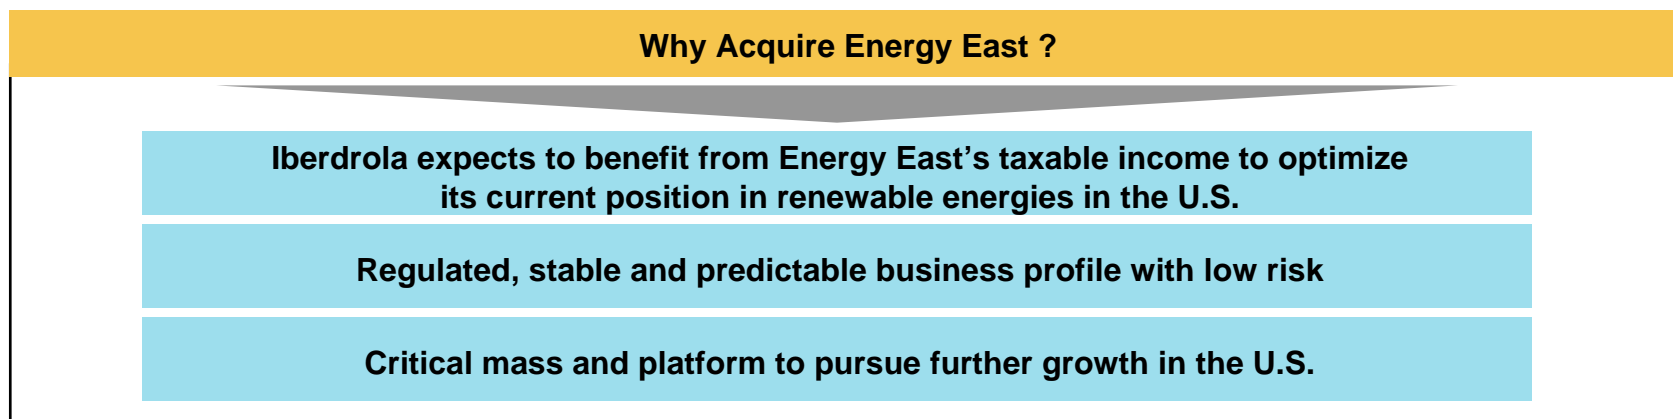 Why Acquire Energy East ?
Iberdrola expects to benefit from Energy East’s taxable income to optimize
its current position in renewable energies in the U.S.
Regulated, stable and predictable business profile with low risk
Critical mass and platform to pursue further growth in the U.S.